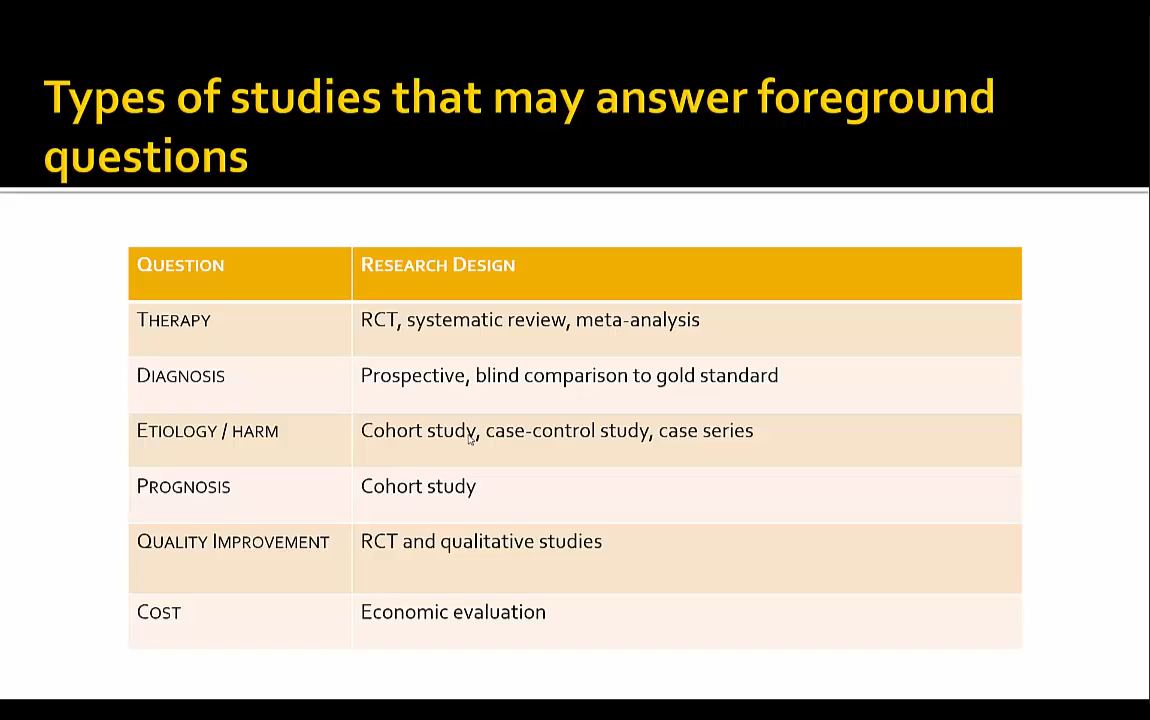 Types of studies that may answer foreground
questions
QUESTION RESEARCH DESIGN
THERAPY RCT, systematic review, meta-analysis
DIAGNOSIS Prospective, blind comparison to gold standard
ETIOLOGY / HARM Cohort study, case-control study, case series
PROGNOSIS Cohort study
QUALITY IMPROVEMENT RCT and qualitative studies
COST Economic evaluation